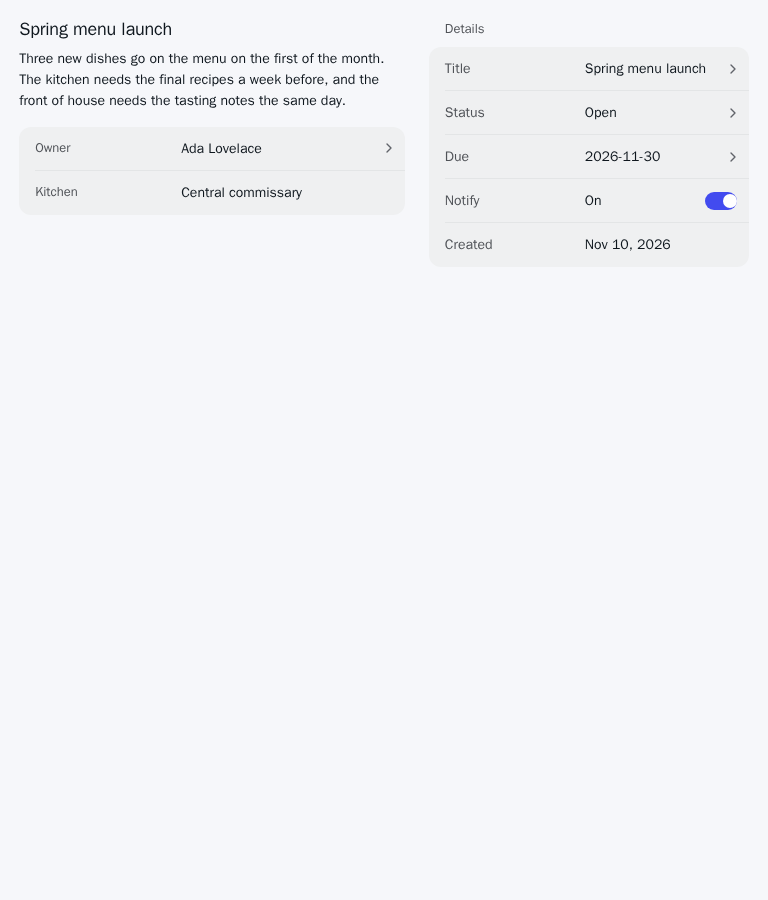 Spring menu launch
Three new dishes go on the menu on the first of the month.
The kitchen needs the final recipes a week before, and the
front of house needs the tasting notes the same day.
Owner Ada Lovelace
Kitchen Central commissary
Details
Title Spring menu launch
Status Open
Due 2026-11-30
Notify On
Created Nov 10, 2026